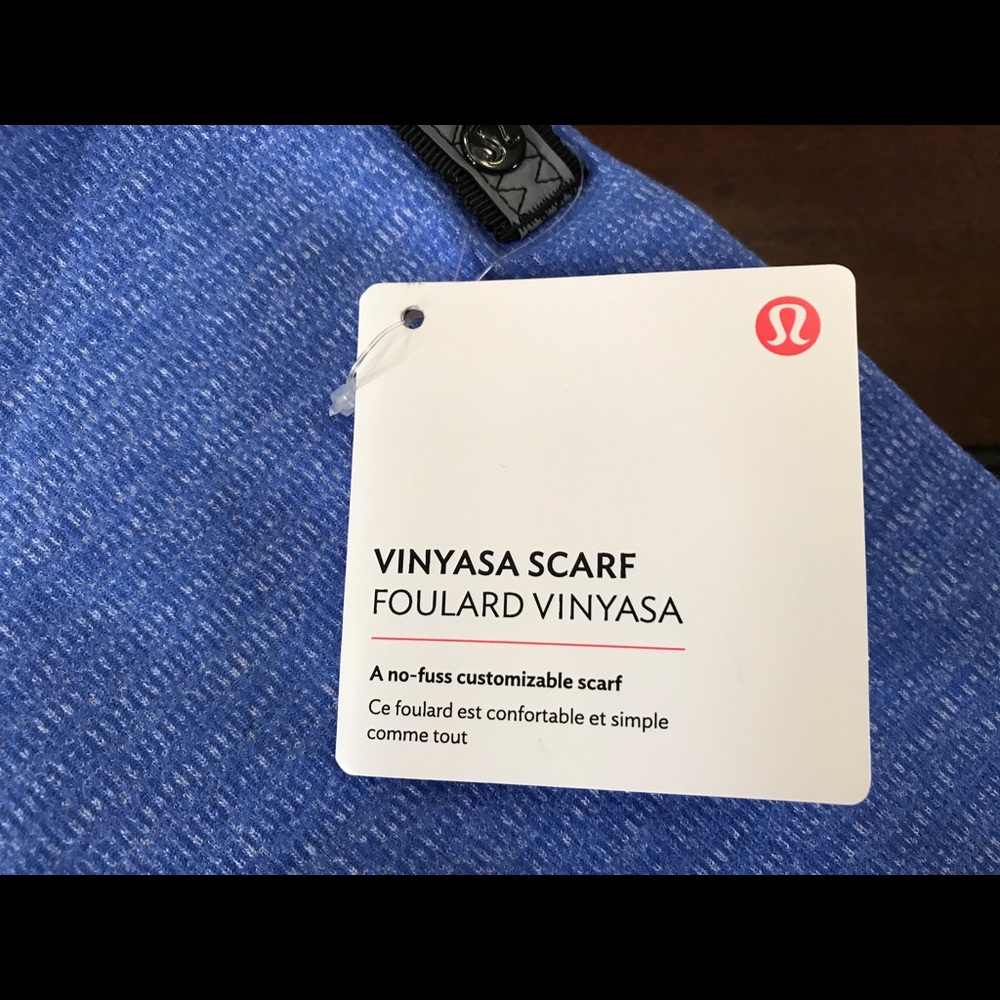 VINYASA SCARF
FOULARD VINYASA
A no-fuss customizable scarf
Ce foulard est confortable et simple
comme tout